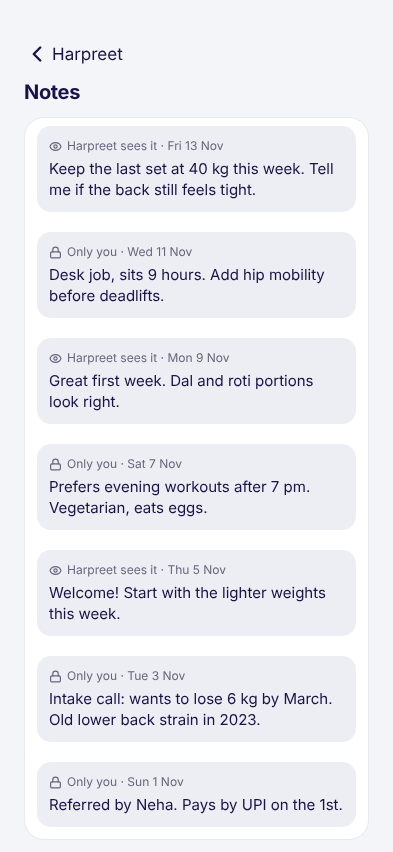 Harpreet
Notes
Harpreet sees it · Fri 13 Nov
Keep the last set at 40 kg this week. Tell
me if the back still feels tight.
Only you · Wed 11 Nov
Desk job, sits 9 hours. Add hip mobility
before deadlifts.
Harpreet sees it · Mon 9 Nov
Great first week. Dal and roti portions
look right.
Only you · Sat 7 Nov
Prefers evening workouts after 7 pm.
Vegetarian, eats eggs.
Harpreet sees it · Thu 5 Nov
Welcome! Start with the lighter weights
this week.
Only you · Tue 3 Nov
Intake call: wants to lose 6 kg by March.
Old lower back strain in 2023.
Only you · Sun 1 Nov
Referred by Neha. Pays by UPI on the 1st.